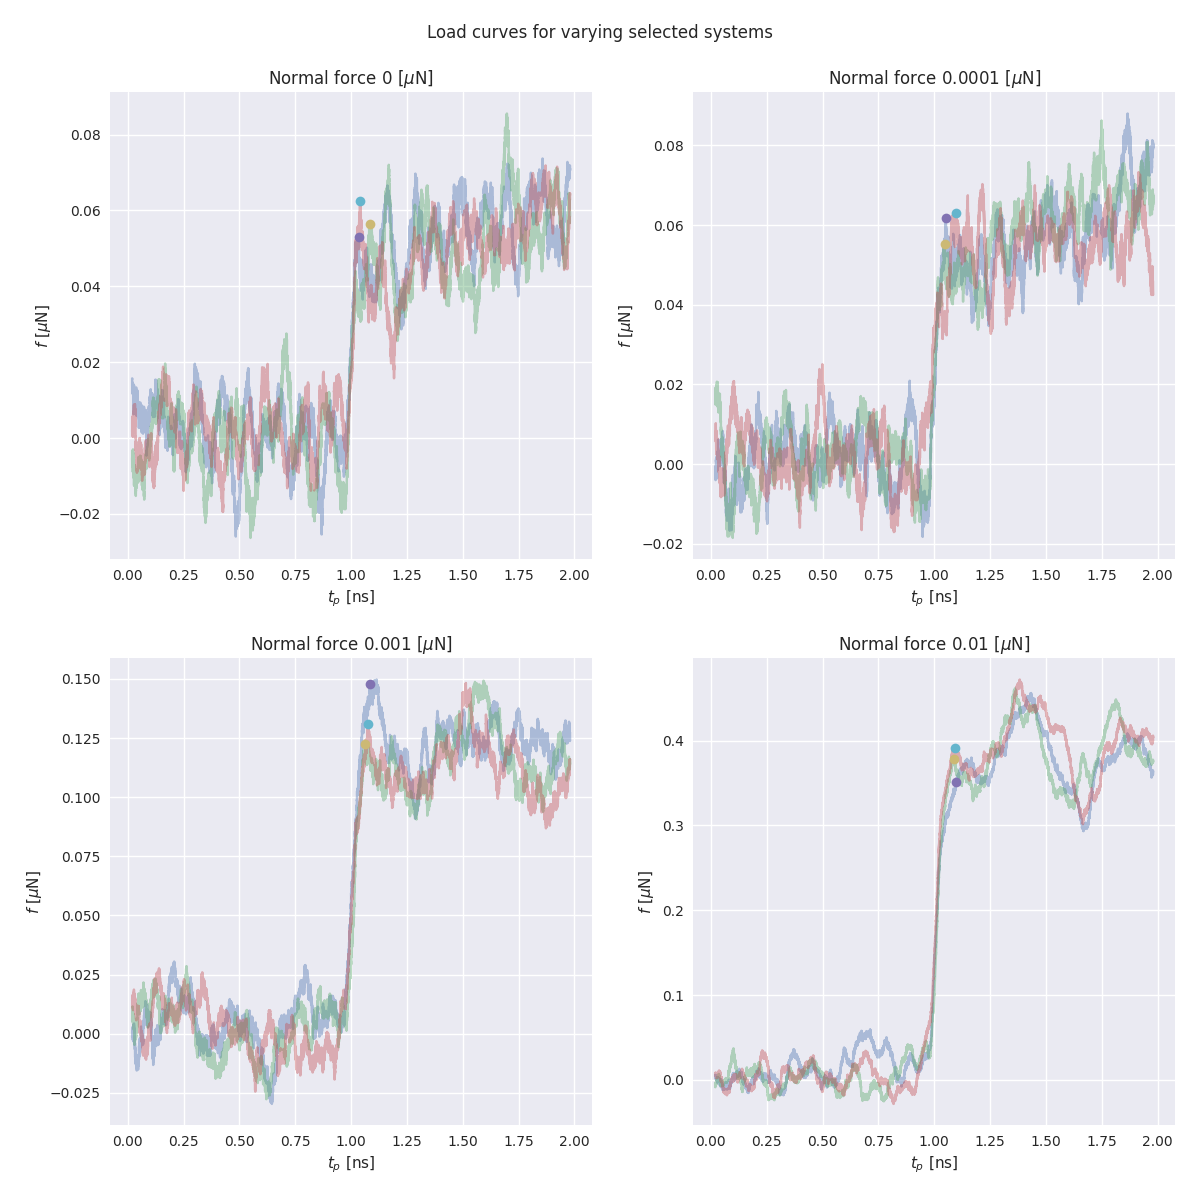 Load curves for varying selected systems
Normal force 0 [μN]
0.08
0.06
0.04
0.02
0.00
−0.02
f [μN]
0.00 0.25 0.50 0.75 1.00 1.25 1.50 1.75 2.00
t_p [ns]
Normal force 0.0001 [μN]
0.08
0.06
0.04
0.02
0.00
−0.02
f [μN]
0.00 0.25 0.50 0.75 1.00 1.25 1.50 1.75 2.00
t_p [ns]
Normal force 0.001 [μN]
0.150
0.125
0.100
0.075
0.050
0.025
0.000
−0.025
f [μN]
0.00 0.25 0.50 0.75 1.00 1.25 1.50 1.75 2.00
t_p [ns]
Normal force 0.01 [μN]
0.4
0.3
0.2
0.1
0.0
f [μN]
0.00 0.25 0.50 0.75 1.00 1.25 1.50 1.75 2.00
t_p [ns]